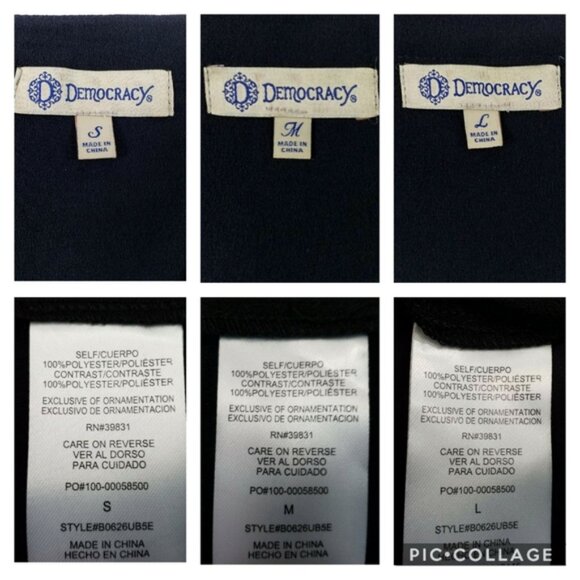 D DEMOCRACY®
S
MADE IN
CHINA
D DEMOCRACY®
M
MADE IN
CHINA
D DEMOCRACY®
L
MADE IN
CHINA
SELF/CUERPO
100%POLYESTER/POLIÉSTER
CONTRAST/CONTRASTE
100%POLYESTER/POLIÉSTER
EXCLUSIVE OF ORNAMENTATION
EXCLUSIVO DE ORNAMENTACION
RN#39831
CARE ON REVERSE
VER AL DORSO
PARA CUIDADO
PO#100-00058500
S
STYLE#B0626UB5E
MADE IN CHINA
HECHO EN CHINA
SELF/CUERPO
100%POLYESTER/POLIÉSTER
CONTRAST/CONTRASTE
100%POLYESTER/POLIÉSTER
EXCLUSIVE OF ORNAMENTATION
EXCLUSIVO DE ORNAMENTACION
RN#39831
CARE ON REVERSE
VER AL DORSO
PARA CUIDADO
PO#100-00058500
M
STYLE#B0626UB5E
MADE IN CHINA
HECHO EN CHINA
SELF/CUERPO
100%POLYESTER/POLIÉSTER
CONTRAST/CONTRASTE
100%POLYESTER/POLIÉSTER
EXCLUSIVE OF ORNAMENTATION
EXCLUSIVO DE ORNAMENTACION
RN#39831
CARE ON REVERSE
VER AL DORSO
PARA CUIDADO
PO#100-00058500
L
STYLE#B0626UB5E
MADE IN CHINA
PIC•COLLAGE